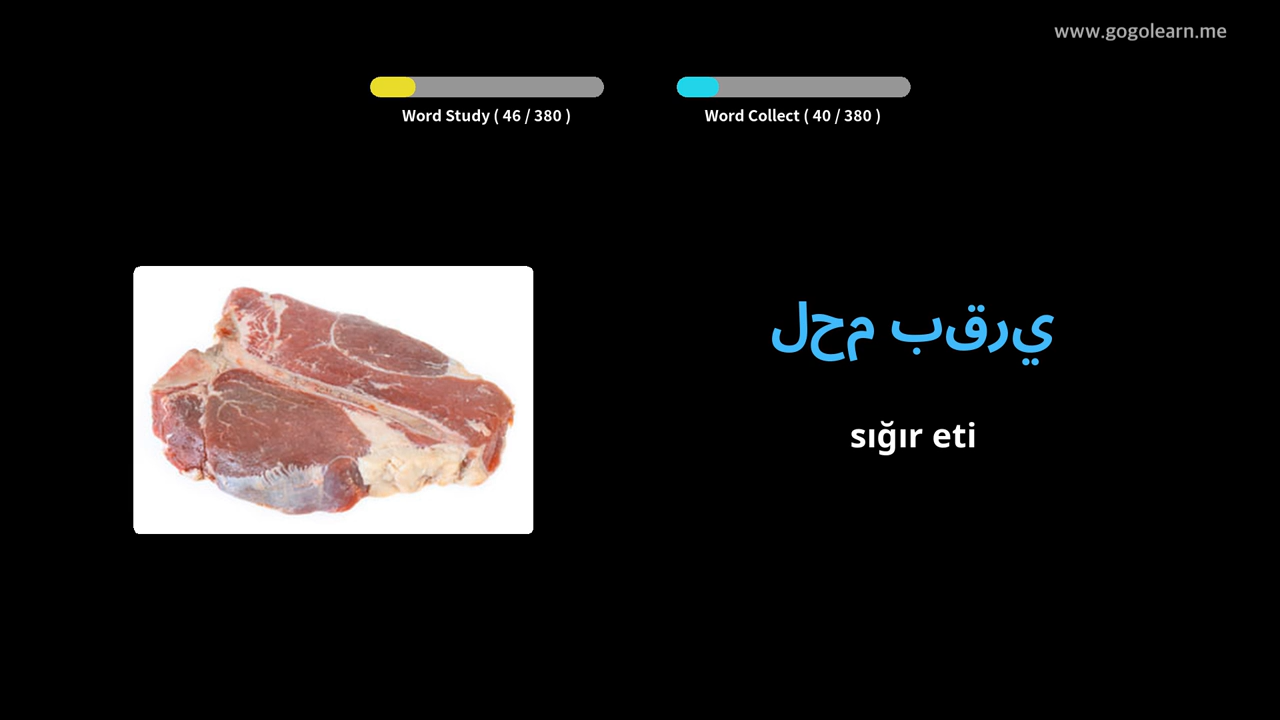 www.gogolearn.me
Word Study ( 46 / 380 )
Word Collect ( 40 / 380 )
لحم بقري
sığır eti